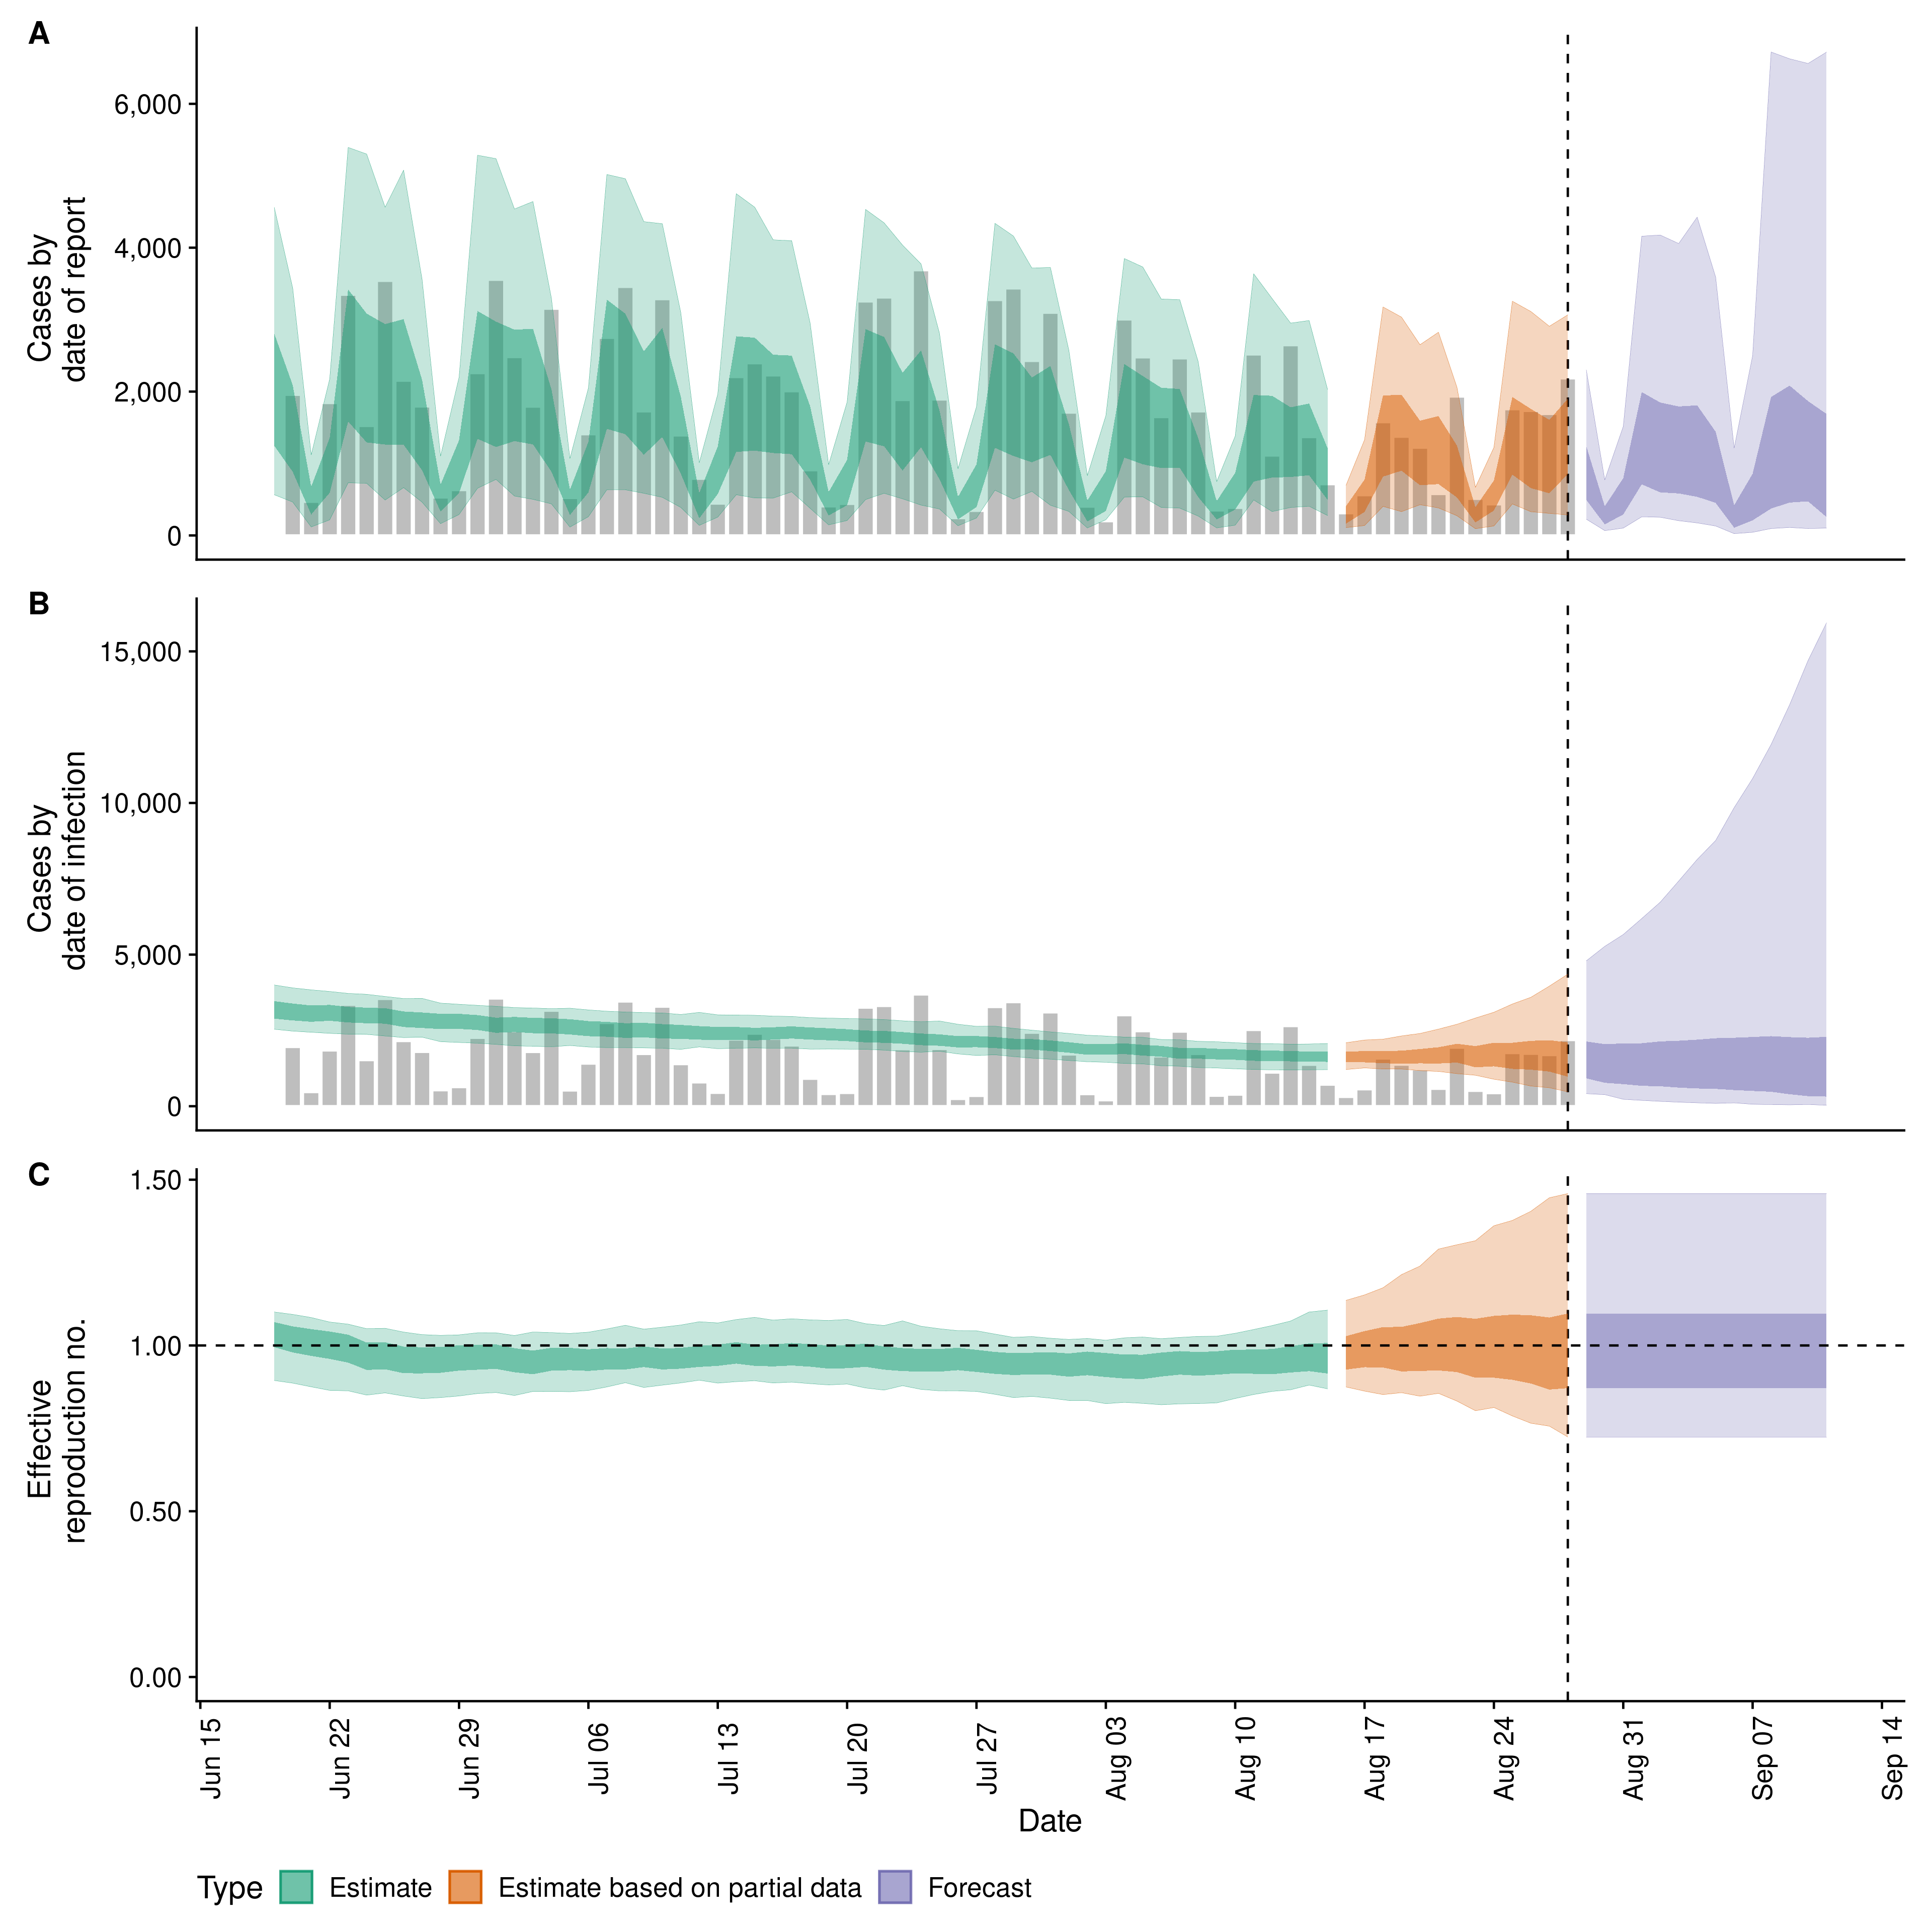 A
Cases by
date of report
6,000
4,000
2,000
0
B
Cases by
date of infection
15,000
10,000
5,000
0
C
Effective
reproduction no.
1.50
1.00
0.50
0.00
Jun 15
Jun 22
Jun 29
Jul 06
Jul 13
Jul 20
Jul 27
Aug 03
Aug 10
Aug 17
Aug 24
Aug 31
Sep 07
Sep 14
Date
Type Estimate Estimate based on partial data Forecast